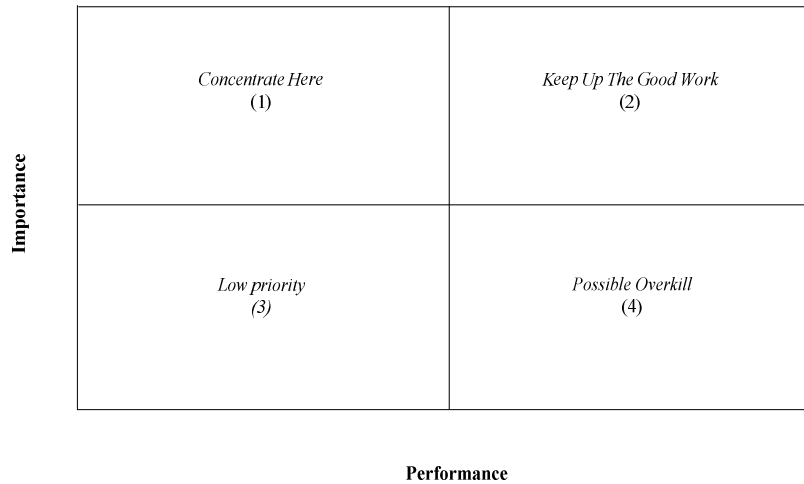 Concentrate Here
(1)
Keep Up The Good Work
(2)
Importance
Low priority
(3)
Possible Overkill
(4)
Performance